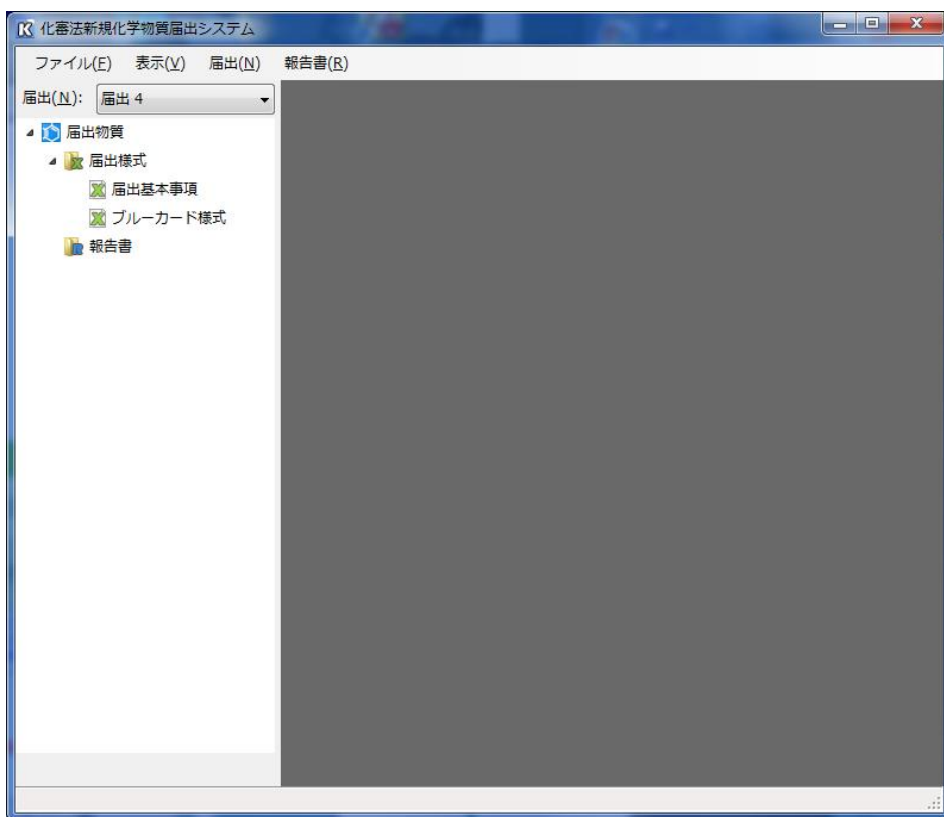 化審法新規化学物質届出システム
ファイル(F) 表示(V) 届出(N) 報告書(R)
届出(N): 届出 4
届出物質
届出様式
届出基本事項
ブルーカード様式
報告書